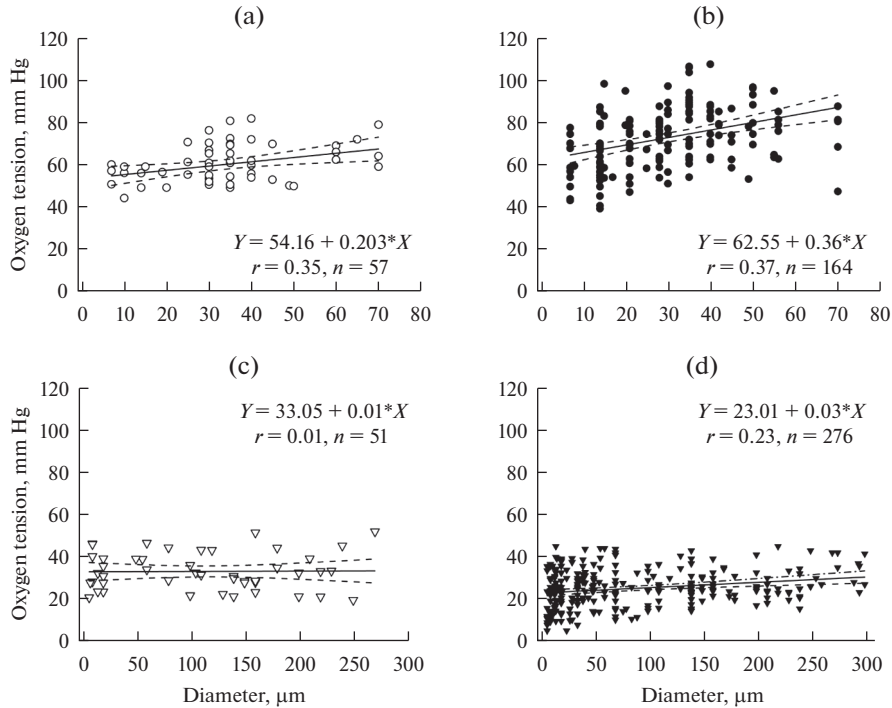 (a)
Oxygen tension, mm Hg
120
100
80
60
40
20
0
Y = 54.16 + 0.203*X
r = 0.35, n = 57
0 10 20 30 40 50 60 70 80
(b)
120
100
80
60
40
20
0
Y = 62.55 + 0.36*X
r = 0.37, n = 164
0 20 40 60 80
(c)
Oxygen tension, mm Hg
120
100
80
60
40
20
0
Y = 33.05 + 0.01*X
r = 0.01, n = 51
0 50 100 150 200 250 300
Diameter, μm
(d)
120
100
80
60
40
20
0
Y = 23.01 + 0.03*X
r = 0.23, n = 276
0 50 100 150 200 250 300
Diameter, μm